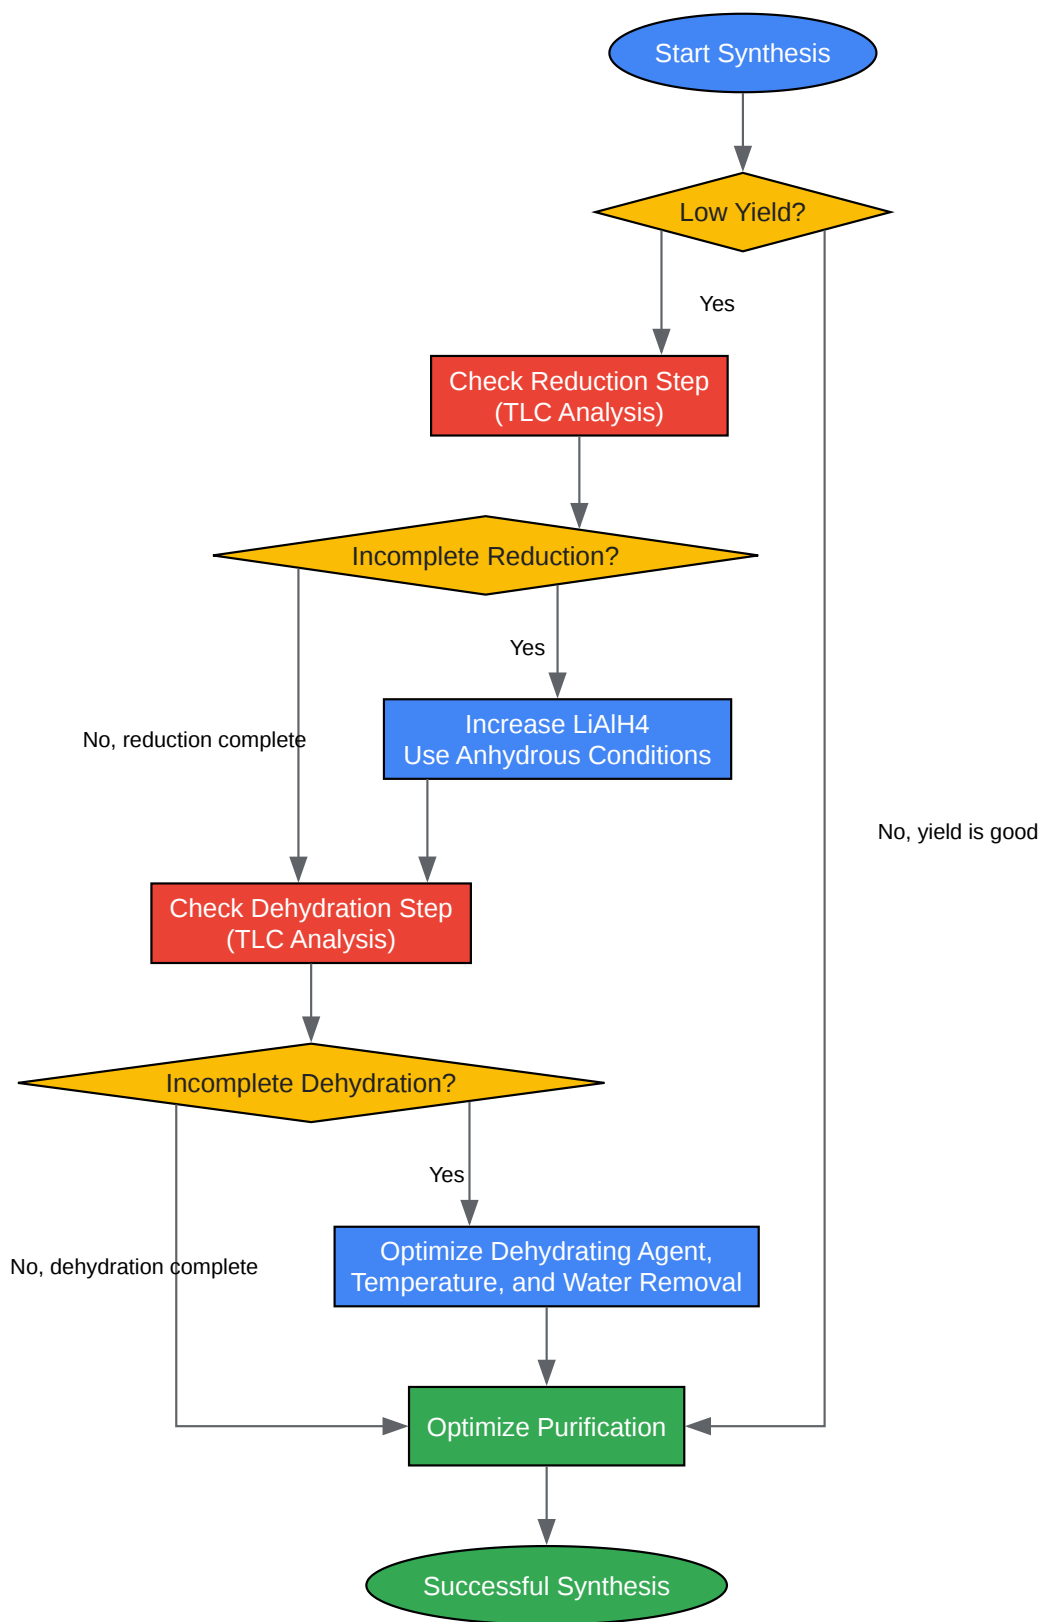 Start Synthesis
Low Yield?
Yes
Check Reduction Step
(TLC Analysis)
Incomplete Reduction?
Yes
Increase LiAlH4
Use Anhydrous Conditions
No, reduction complete
No, yield is good
Check Dehydration Step
(TLC Analysis)
Incomplete Dehydration?
Yes
Optimize Dehydrating Agent,
Temperature, and Water Removal
No, dehydration complete
Optimize Purification
Successful Synthesis